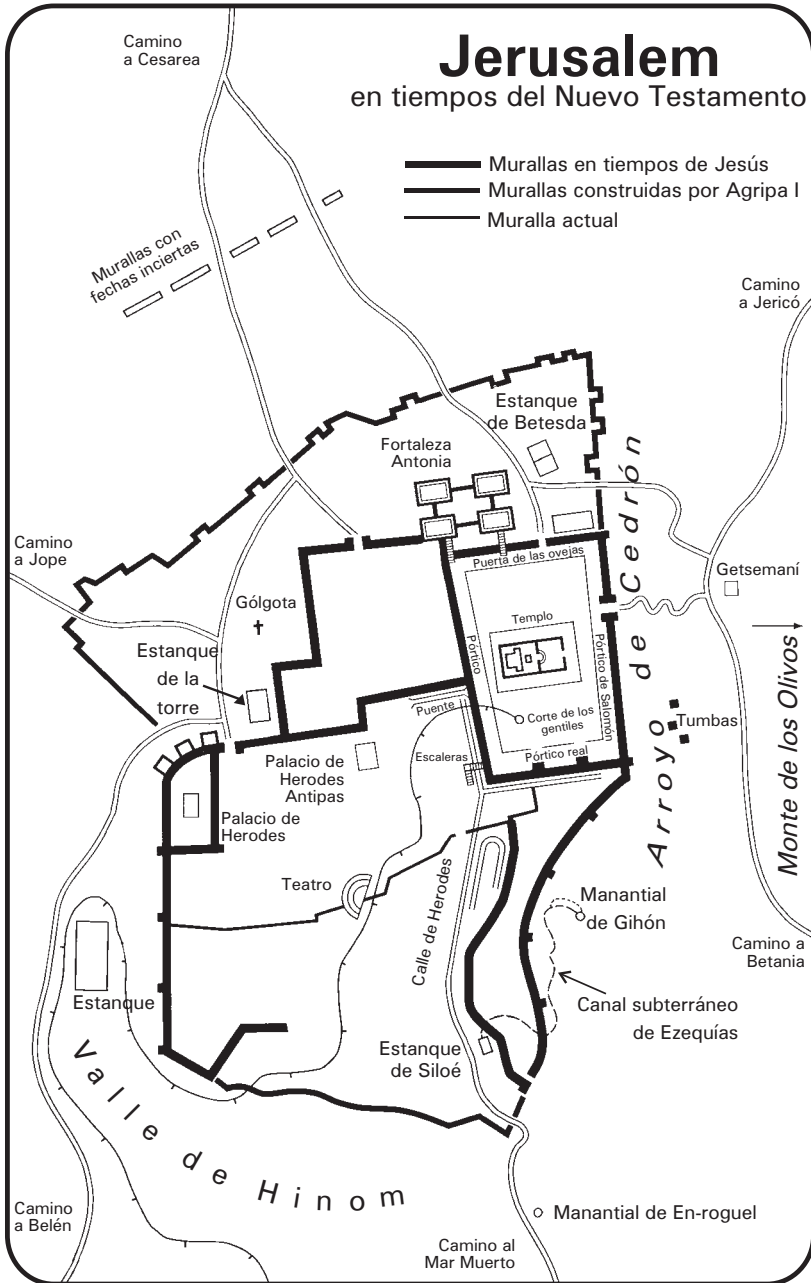 Jerusalem
en tiempos del Nuevo Testamento
Camino
a Cesarea
Murallas en tiempos de Jesús
Murallas construidas por Agripa I
Muralla actual
Murallas con
fechas inciertas
Camino
a Jericó
Estanque
de Betesda
Fortaleza
Antonia
Camino
a Jope
Puerta de las ovejas
Getsemaní
Gólgota
Templo
Pórtico
Pórtico de Salomón
Arroyo de Cedrón
Monte de los Olivos
Estanque
de la
torre
Puente
Corte de los
gentiles
Tumbas
Escaleras
Pórtico real
Palacio de
Herodes
Antipas
Palacio de
Herodes
Teatro
Calle de Herodes
Manantial
de Gihón
Camino a
Betania
Estanque
Canal subterráneo
de Ezequías
Estanque
de Siloé
Valle de Hinom
Camino
a Belén
Manantial de En-roguel
Camino al
Mar Muerto